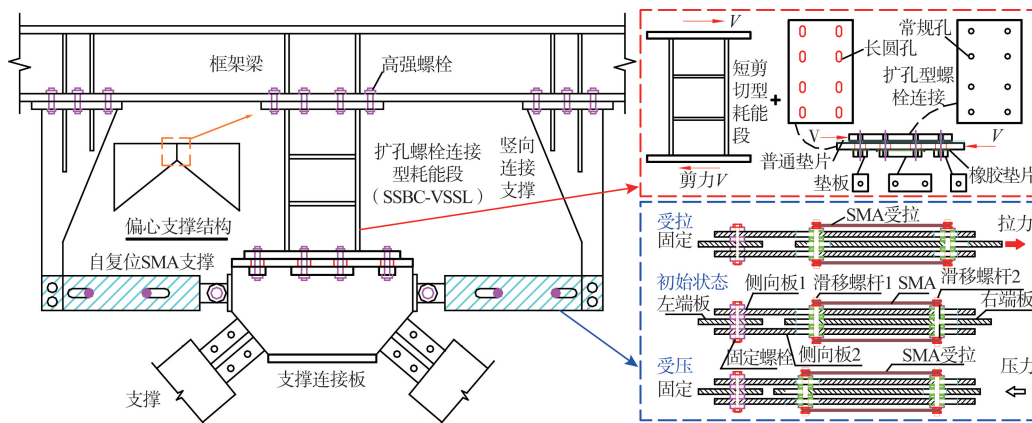 框架梁
高强螺栓
扩孔螺栓连接
型耗能段
(SSBC-VSSL)
竖向
连接
支撑
偏心支撑结构
自复位SMA支撑
支撑连接板
支撑
V
短剪
切型
耗能
段
剪力V
+
长圆孔
常规孔
扩孔型螺
栓连接
V
V
普通垫片
垫板
橡胶垫片
受拉
固定
SMA受拉
拉力
初始状态
左端板
侧向板1
滑移螺杆1
SMA
滑移螺杆2
右端板
固定螺栓
侧向板2
受压
固定
SMA受拉
压力